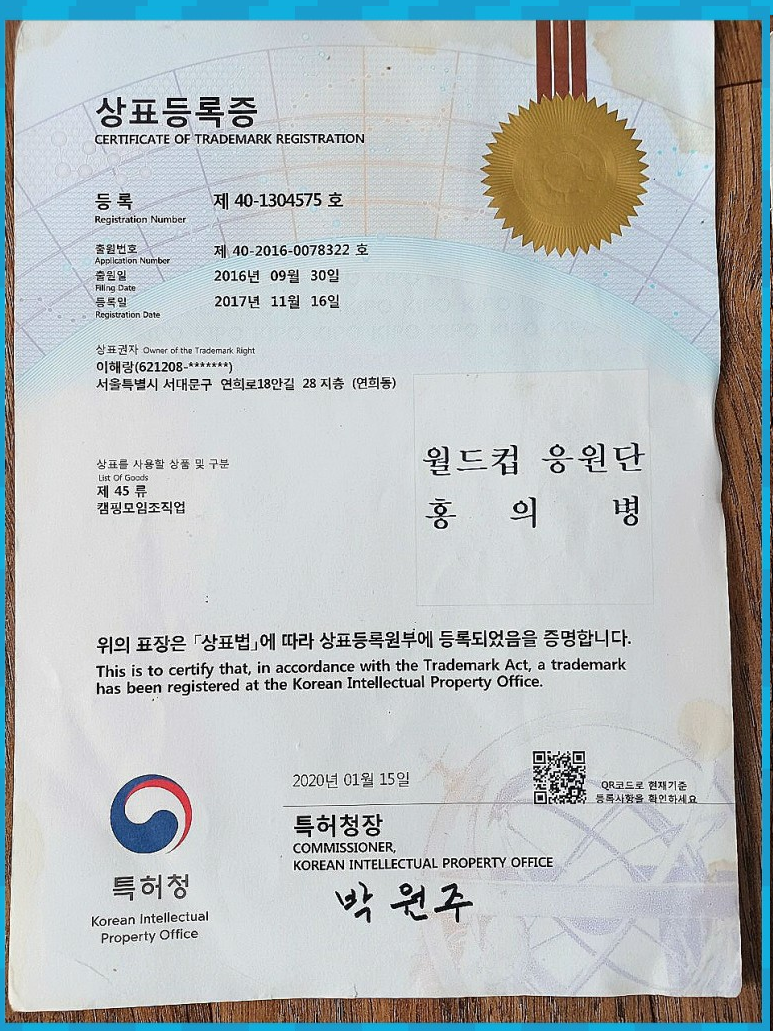 상표등록증
CERTIFICATE OF TRADEMARK REGISTRATION
등록 제 40-1304575 호
Registration Number
출원번호 제 40-2016-0078322 호
Application Number
출원일 2016년 09월 30일
Filing Date
등록일 2017년 11월 16일
Registration Date
상표권자 Owner of the Trademark Right
이해랑(621208-*******)
서울특별시 서대문구 연희로18안길 28 지층 (연희동)
상표를 사용할 상품 및 구분
List Of Goods
제 45 류
캠핑모임조직업
월드컵 응원단
홍 의 병
위의 표장은 「상표법」에 따라 상표등록원부에 등록되었음을 증명합니다.
This is to certify that, in accordance with the Trademark Act, a trademark
has been registered at the Korean Intellectual Property Office.
2020년 01월 15일
QR코드로 현재기준
등록사항을 확인하세요
특허청장
COMMISSIONER,
KOREAN INTELLECTUAL PROPERTY OFFICE
박원주
특허청
Korean Intellectual
Property Office